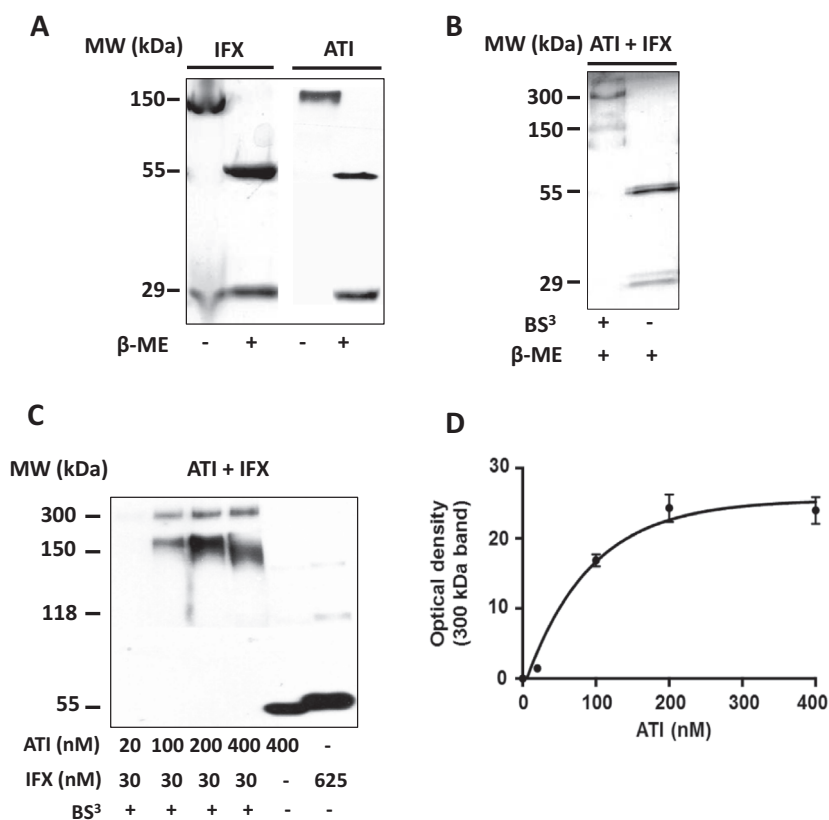 A
MW (kDa) IFX ATI
150
55
29
β-ME - + - +
B
MW (kDa) ATI + IFX
300
150
55
29
BS³ + -
β-ME + +
C
MW (kDa) ATI + IFX
300
150
118
55
ATI (nM) 20 100 200 400 400 -
IFX (nM) 30 30 30 30 - 625
BS³ + + + + - -
D
Optical density
(300 kDa band)
30
20
10
0
0 100 200 300 400
ATI (nM)